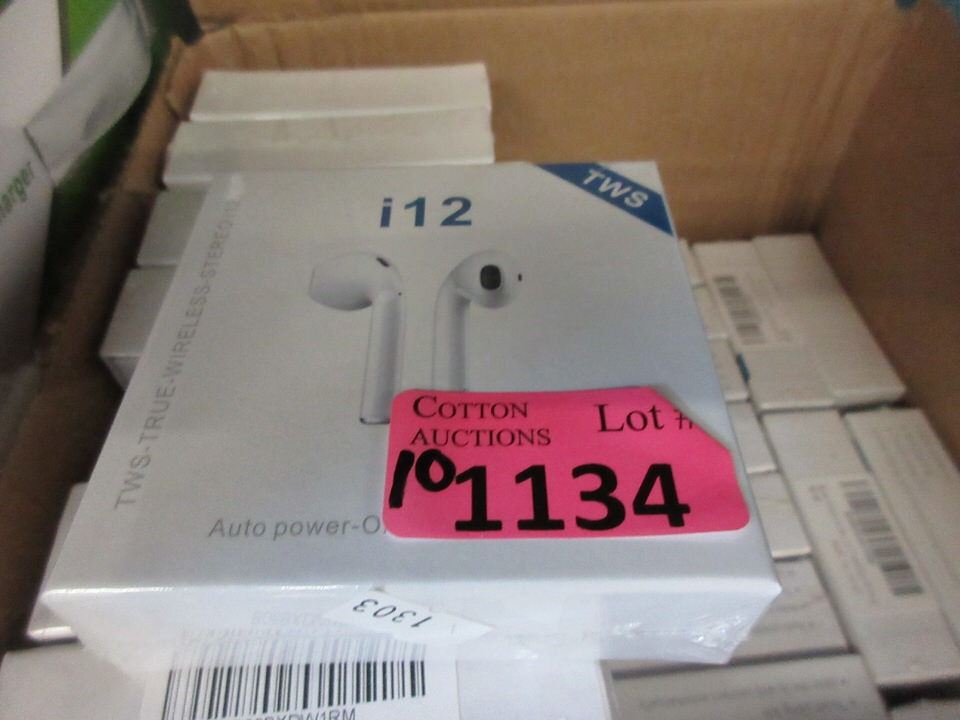 i12
TWS
TWS-TRUE-WIRELESS-STEREO
COTTON
AUCTIONS
Lot #
10
1134
Auto power-O
1303